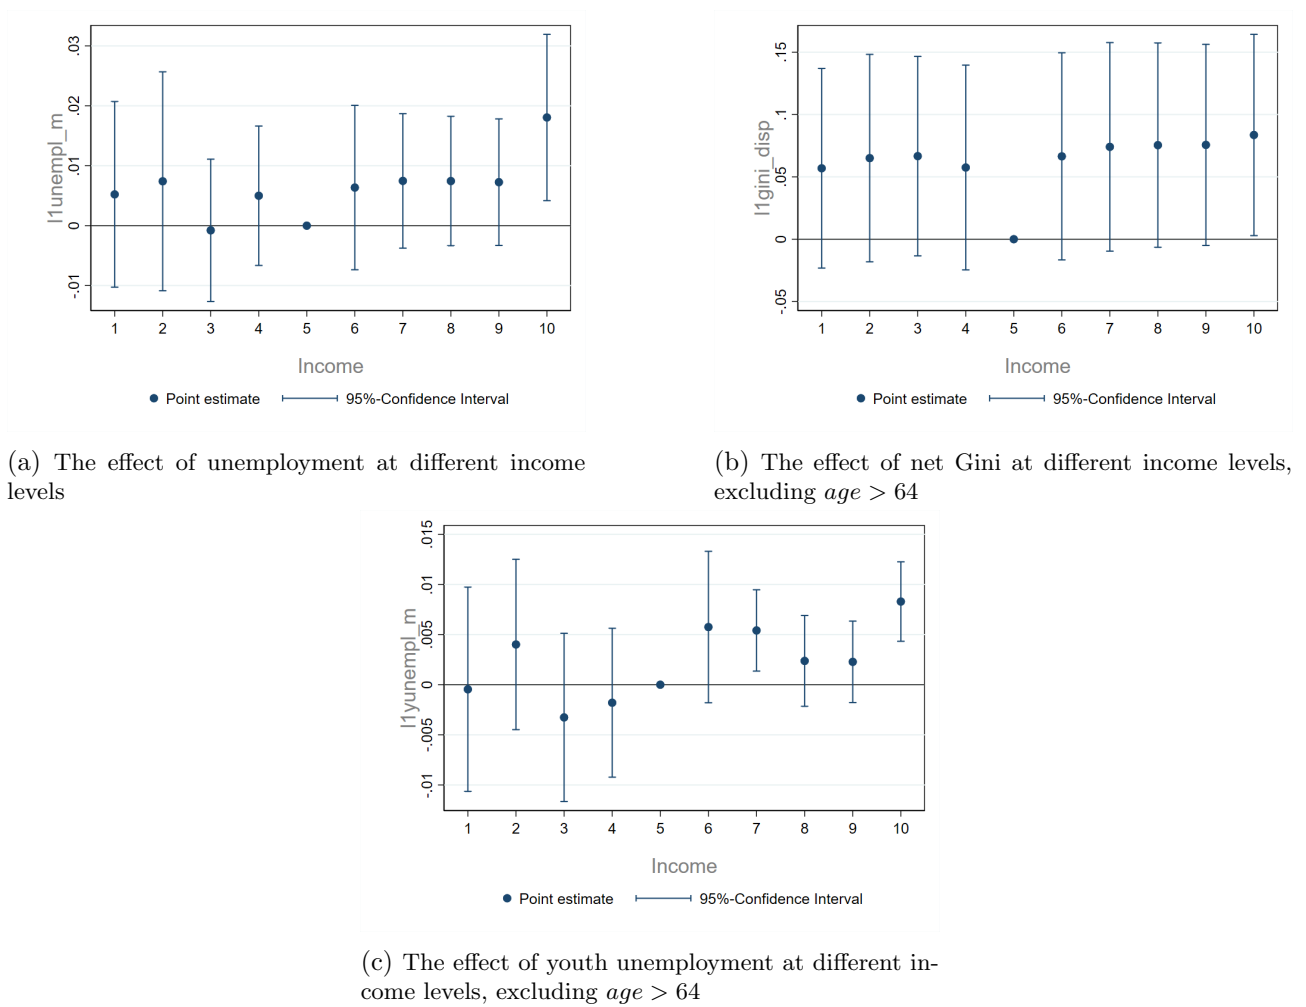 .03
.02
.01
0
-.01
l1unempl_m
1 2 3 4 5 6 7 8 9 10
Income
Point estimate 95%-Confidence Interval
(a) The effect of unemployment at different income
levels
.15
.1
.05
0
-.05
l1gini_disp
1 2 3 4 5 6 7 8 9 10
Income
Point estimate 95%-Confidence Interval
(b) The effect of net Gini at different income levels,
excluding age > 64
.015
.01
.005
0
-.005
-.01
l1yunempl_m
1 2 3 4 5 6 7 8 9 10
Income
Point estimate 95%-Confidence Interval
(c) The effect of youth unemployment at different in-
come levels, excluding age > 64